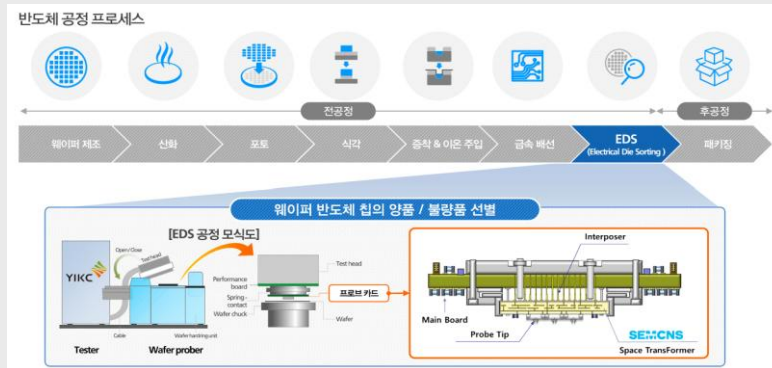 반도체 공정 프로세스
전공정
후공정
웨이퍼 제조
산화
포토
식각
증착 & 이온 주입
금속 배선
EDS
(Electrical Die Sorting )
패키징
웨이퍼 반도체 칩의 양품 / 불량품 선별
[EDS 공정 모식도]
Open / Close
Test head
YIKC
Cable
Wafer handring unit
Tester
Wafer prober
Test head
Performance
board
Spring-
contact
Wafer chuck
프로브 카드
Wafer
Interposer
Main Board
Probe Tip
SEMCNS
Space TransFormer